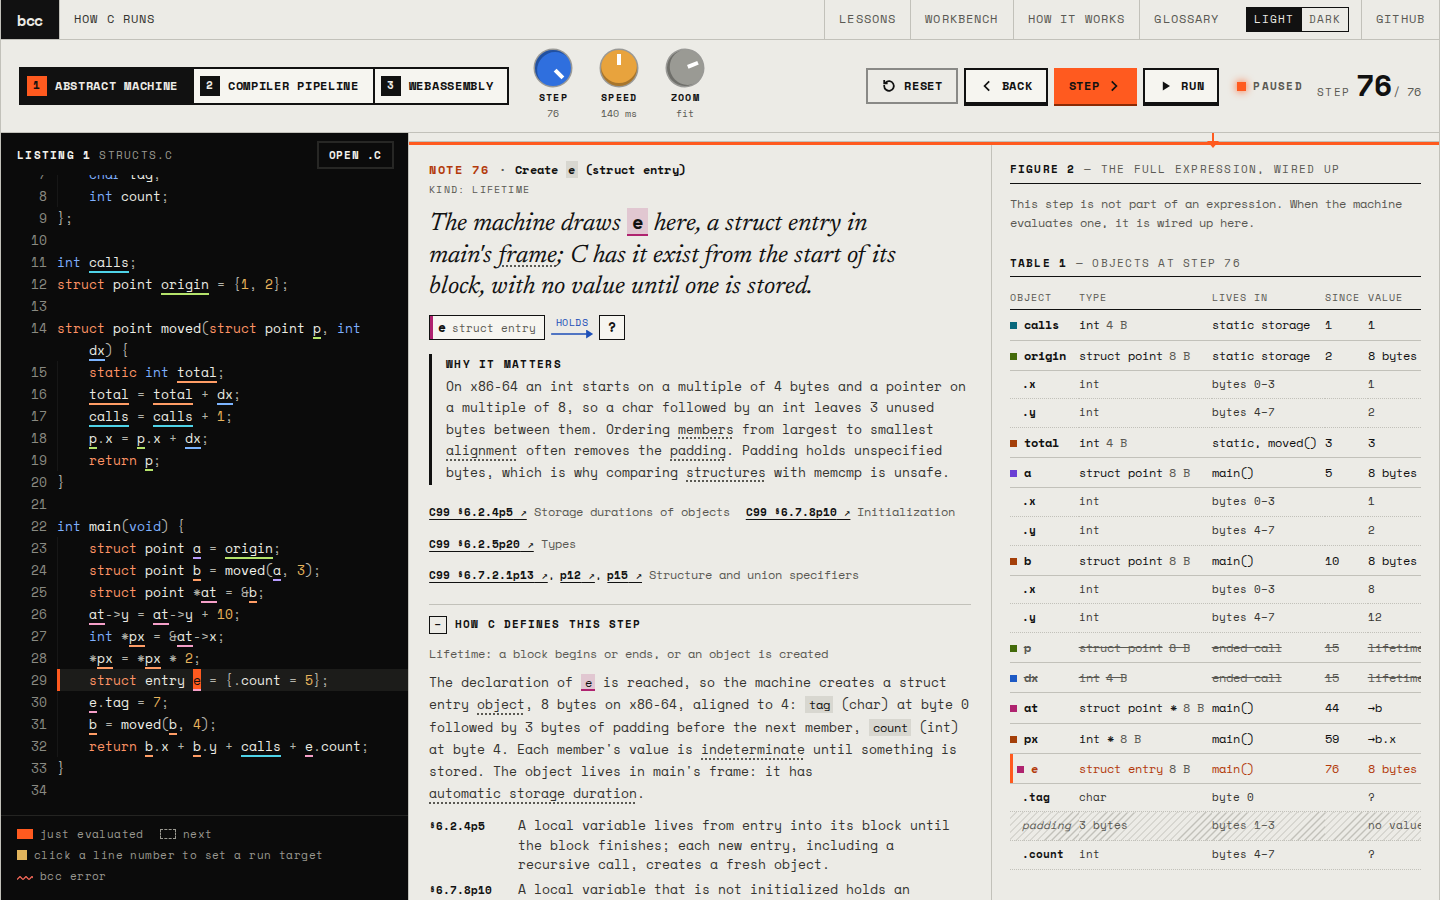 bcc HOW C RUNS LESSONS WORKBENCH HOW IT WORKS GLOSSARY LIGHT DARK GITHUB
1 ABSTRACT MACHINE 2 COMPILER PIPELINE 3 WEBASSEMBLY
STEP SPEED ZOOM
76 140 ms fit
RESET BACK STEP RUN PAUSED STEP 76 / 76
LISTING 1 STRUCTS.C OPEN .C
7 char tag;
8 int count;
9 };
10
11 int calls;
12 struct point origin = {1, 2};
13
14 struct point moved(struct point p, int
dx) {
15 static int total;
16 total = total + dx;
17 calls = calls + 1;
18 p.x = p.x + dx;
19 return p;
20 }
21
22 int main(void) {
23 struct point a = origin;
24 struct point b = moved(a, 3);
25 struct point *at = &b;
26 at->y = at->y + 10;
27 int *px = &at->x;
28 *px = *px * 2;
29 struct entry e = {.count = 5};
30 e.tag = 7;
31 b = moved(b, 4);
32 return b.x + b.y + calls + e.count;
33 }
34
just evaluated next
click a line number to set a run target
bcc error
NOTE 76 · Create e (struct entry)
KIND: LIFETIME
The machine draws e here, a struct entry in
main's frame; C has it exist from the start of its
block, with no value until one is stored.
e struct entry HOLDS ?
WHY IT MATTERS
On x86-64 an int starts on a multiple of 4 bytes and a pointer on
a multiple of 8, so a char followed by an int leaves 3 unused
bytes between them. Ordering members from largest to smallest
alignment often removes the padding. Padding holds unspecified
bytes, which is why comparing structures with memcmp is unsafe.
C99 §6.2.4p5 ↗ Storage durations of objects C99 §6.7.8p10 ↗ Initialization
C99 §6.2.5p20 ↗ Types
C99 §6.7.2.1p13 ↗, p12 ↗, p15 ↗ Structure and union specifiers
− HOW C DEFINES THIS STEP
Lifetime: a block begins or ends, or an object is created
The declaration of e is reached, so the machine creates a struct
entry object, 8 bytes on x86-64, aligned to 4: tag (char) at byte 0
followed by 3 bytes of padding before the next member, count (int)
at byte 4. Each member's value is indeterminate until something is
stored. The object lives in main's frame: it has
automatic storage duration.
§6.2.4p5 A local variable lives from entry into its block until
the block finishes; each new entry, including a
recursive call, creates a fresh object.
§6.7.8p10 A local variable that is not initialized holds an
FIGURE 2 — THE FULL EXPRESSION, WIRED UP
This step is not part of an expression. When the machine
evaluates one, it is wired up here.
TABLE 1 — OBJECTS AT STEP 76
OBJECT TYPE LIVES IN SINCE VALUE
calls int 4 B static storage 1 1
origin struct point 8 B static storage 2 8 bytes
.x int bytes 0–3 1
.y int bytes 4–7 2
total int 4 B static, moved() 3 3
a struct point 8 B main() 5 8 bytes
.x int bytes 0–3 1
.y int bytes 4–7 2
b struct point 8 B main() 10 8 bytes
.x int bytes 0–3 8
.y int bytes 4–7 12
p struct point 8 B ended call 15 lifetime
dx int 4 B ended call 15 lifetime
at struct point * 8 B main() 44 →b
px int * 8 B main() 59 →b.x
e struct entry 8 B main() 76 8 bytes
.tag char byte 0 ?
padding 3 bytes bytes 1–3 no value
.count int bytes 4–7 ?